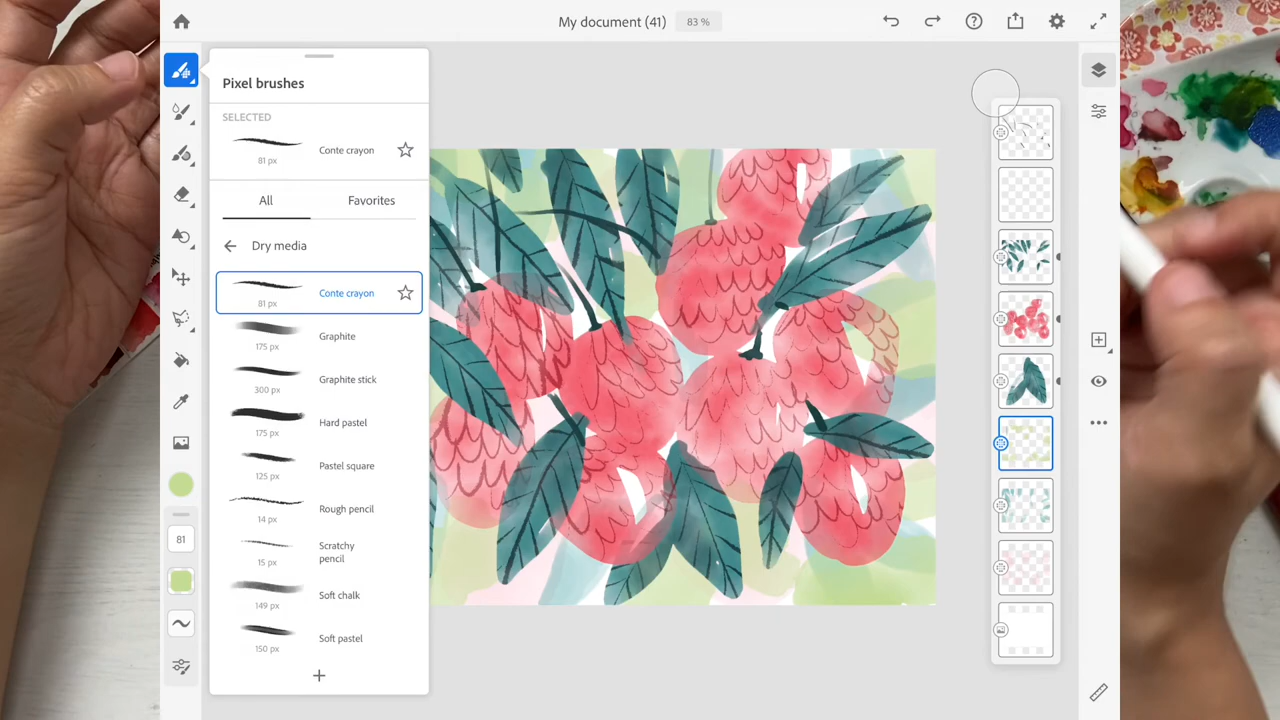 My document (41)
83 %
Pixel brushes
SELECTED
Conte crayon
81 px
All
Favorites
Dry media
Conte crayon
81 px
Graphite
175 px
Graphite stick
300 px
Hard pastel
175 px
Pastel square
125 px
Rough pencil
14 px
Scratchy
pencil
15 px
Soft chalk
149 px
Soft pastel
150 px
81